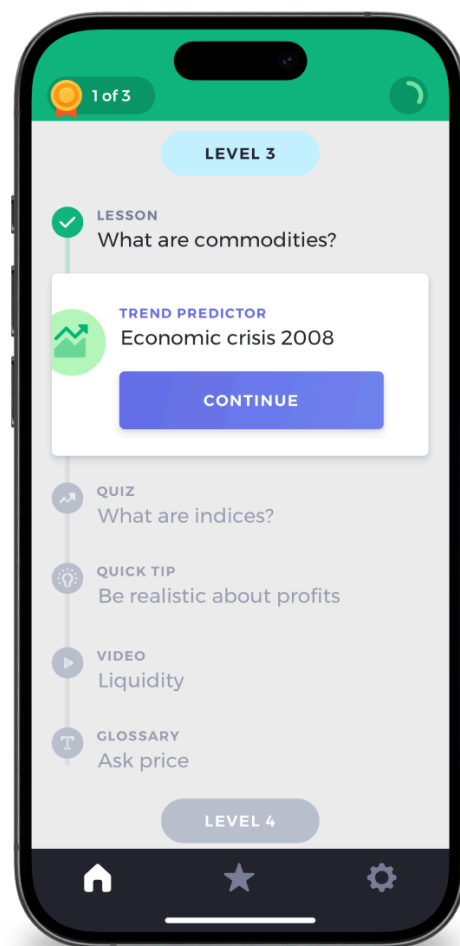 1 of 3
LEVEL 3
LESSON
What are commodities?
TREND PREDICTOR
Economic crisis 2008
CONTINUE
QUIZ
What are indices?
QUICK TIP
Be realistic about profits
VIDEO
Liquidity
T
GLOSSARY
Ask price
LEVEL 4